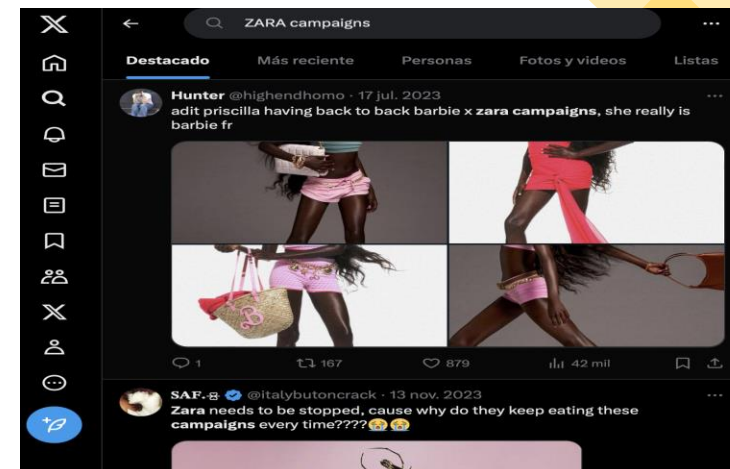 ZARA campaigns
Destacado Más reciente Personas Fotos y videos Listas
Hunter @highendhomo · 17 jul. 2023
adit priscilla having back to back barbie x zara campaigns, she really is
barbie fr
B
1 167 879 42 mil
SAF. @italybutoncrack · 13 nov. 2023
Zara needs to be stopped, cause why do they keep eating these
campaigns every time????😭😭